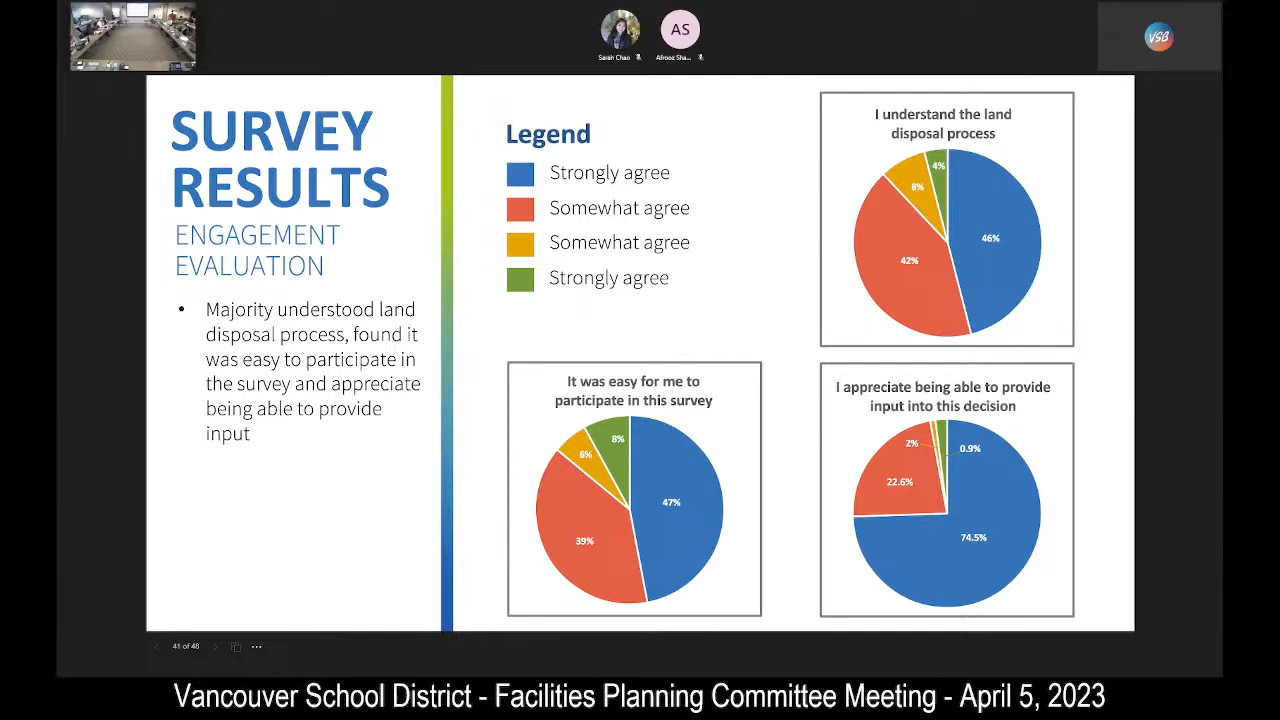 Sarah Chao
AS
Afrooz Sha...
VSB
SURVEY
RESULTS
ENGAGEMENT
EVALUATION
• Majority understood land
disposal process, found it
was easy to participate in
the survey and appreciate
being able to provide
input
Legend
Strongly agree
Somewhat agree
Somewhat agree
Strongly agree
I understand the land
disposal process
4%
8%
46%
42%
It was easy for me to
participate in this survey
8%
6%
47%
39%
I appreciate being able to provide
input into this decision
2%
0.9%
22.6%
74.5%
41 of 48
Vancouver School District - Facilities Planning Committee Meeting - April 5, 2023